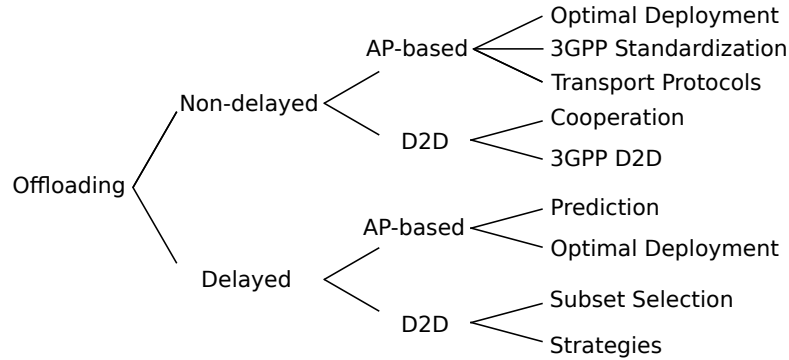 Optimal Deployment
AP-based
3GPP Standardization
Transport Protocols
Non-delayed
Cooperation
D2D
3GPP D2D
Offloading
Prediction
AP-based
Optimal Deployment
Delayed
Subset Selection
D2D
Strategies